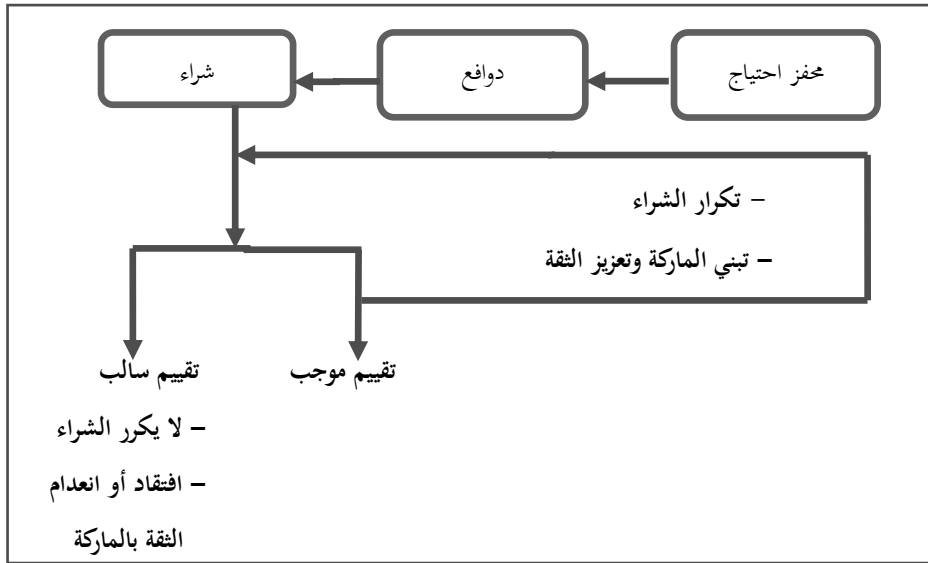 محفز احتياج
دوافع
شراء
– تكرار الشراء
– تبني الماركة وتعزيز الثقة
تقييم موجب
تقييم سالب
– لا يكرر الشراء
– افتقاد أو انعدام
الثقة بالماركة